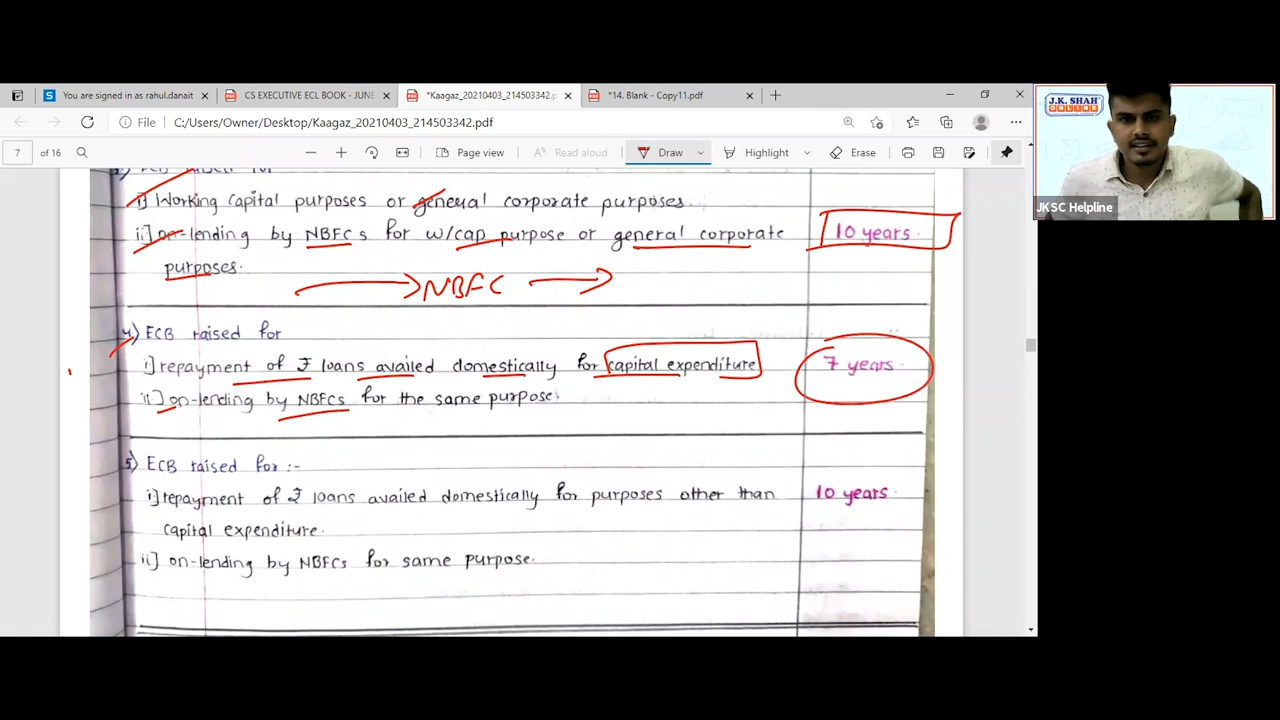 You are signed in as rahul.danait
CS EXECUTIVE ECL BOOK - JUNE
*Kaagaz_20210403_214503342.p
*14. Blank - Copy11.pdf
File C:/Users/Owner/Desktop/Kaagaz_20210403_214503342.pdf
7 of 16
Page view
Read aloud
Draw
Highlight
Erase
J.K. SHAH
ONLINE
JKSC Helpline
i] Working capital purposes or general corporate purposes.
ii] on-lending by NBFCs for w/cap purpose or general corporate
purposes.
10 years.
NBFC
4) ECB raised for
i] repayment of ₹ loans availed domestically for capital expenditure
7 years.
ii] on-lending by NBFCs for the same purpose.
5) ECB raised for :-
i] repayment of ₹ loans availed domestically for purposes other than
capital expenditure.
10 years.
ii] on-lending by NBFCs for same purpose.